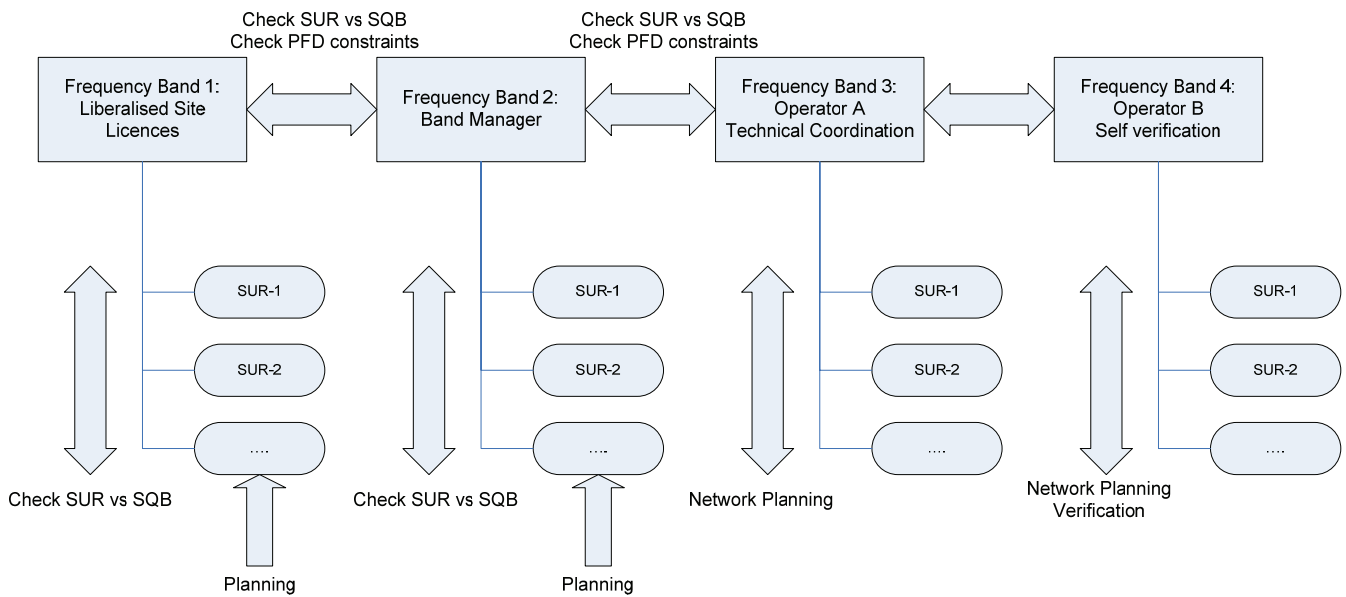 Check SUR vs SQB
Check PFD constraints
Check SUR vs SQB
Check PFD constraints
Frequency Band 1:
Liberalised Site
Licences
Frequency Band 2:
Band Manager
Frequency Band 3:
Operator A
Technical Coordination
Frequency Band 4:
Operator B
Self verification
SUR-1
SUR-2
....
Check SUR vs SQB
Planning
SUR-1
SUR-2
....
Check SUR vs SQB
Planning
SUR-1
SUR-2
....
Network Planning
SUR-1
SUR-2
....
Network Planning
Verification